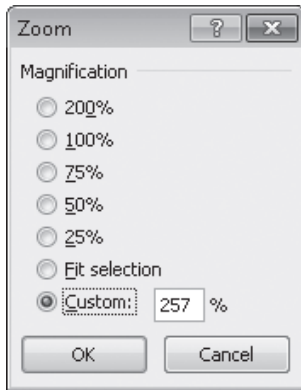 Zoom ?
Magnification
200%
100%
75%
50%
25%
Fit selection
Custom: 257 %
OK Cancel